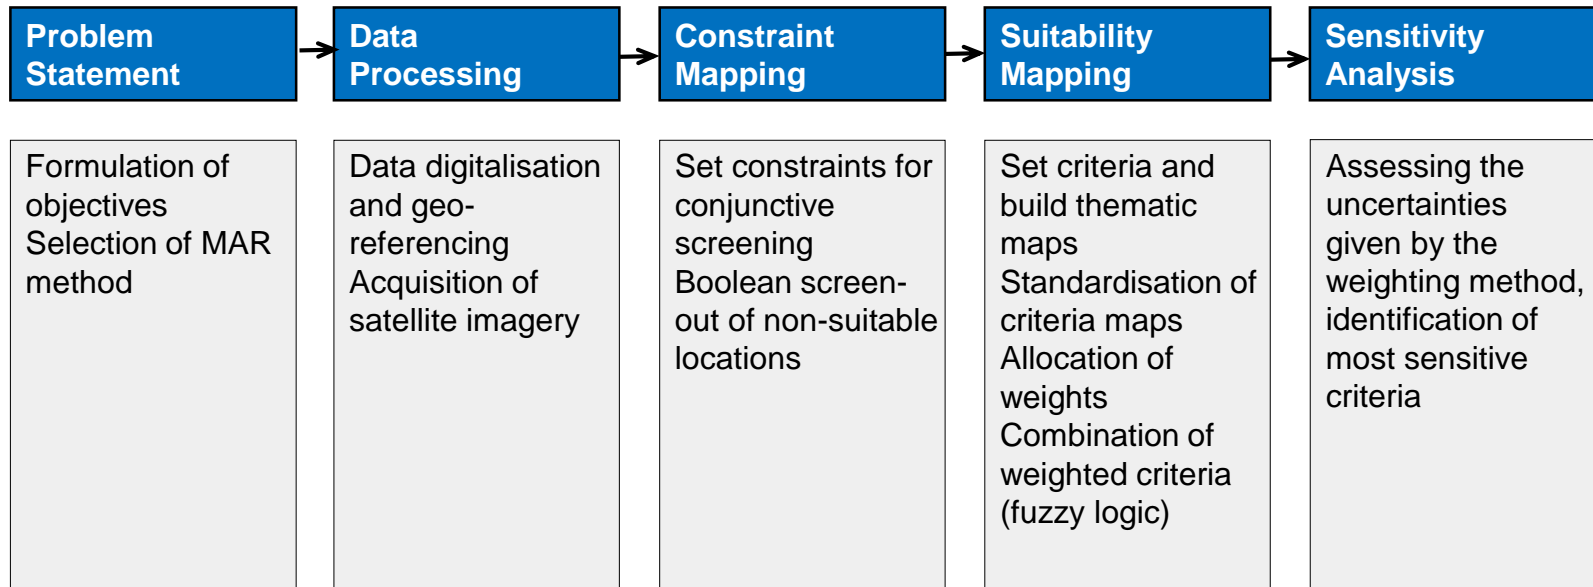 Problem
Statement
Data
Processing
Constraint
Mapping
Suitability
Mapping
Sensitivity
Analysis
Formulation of
objectives
Selection of MAR
method
Data digitalisation
and geo-
referencing
Acquisition of
satellite imagery
Set constraints for
conjunctive
screening
Boolean screen-
out of non-suitable
locations
Set criteria and
build thematic
maps
Standardisation of
criteria maps
Allocation of
weights
Combination of
weighted criteria
(fuzzy logic)
Assessing the
uncertainties
given by the
weighting method,
identification of
most sensitive
criteria